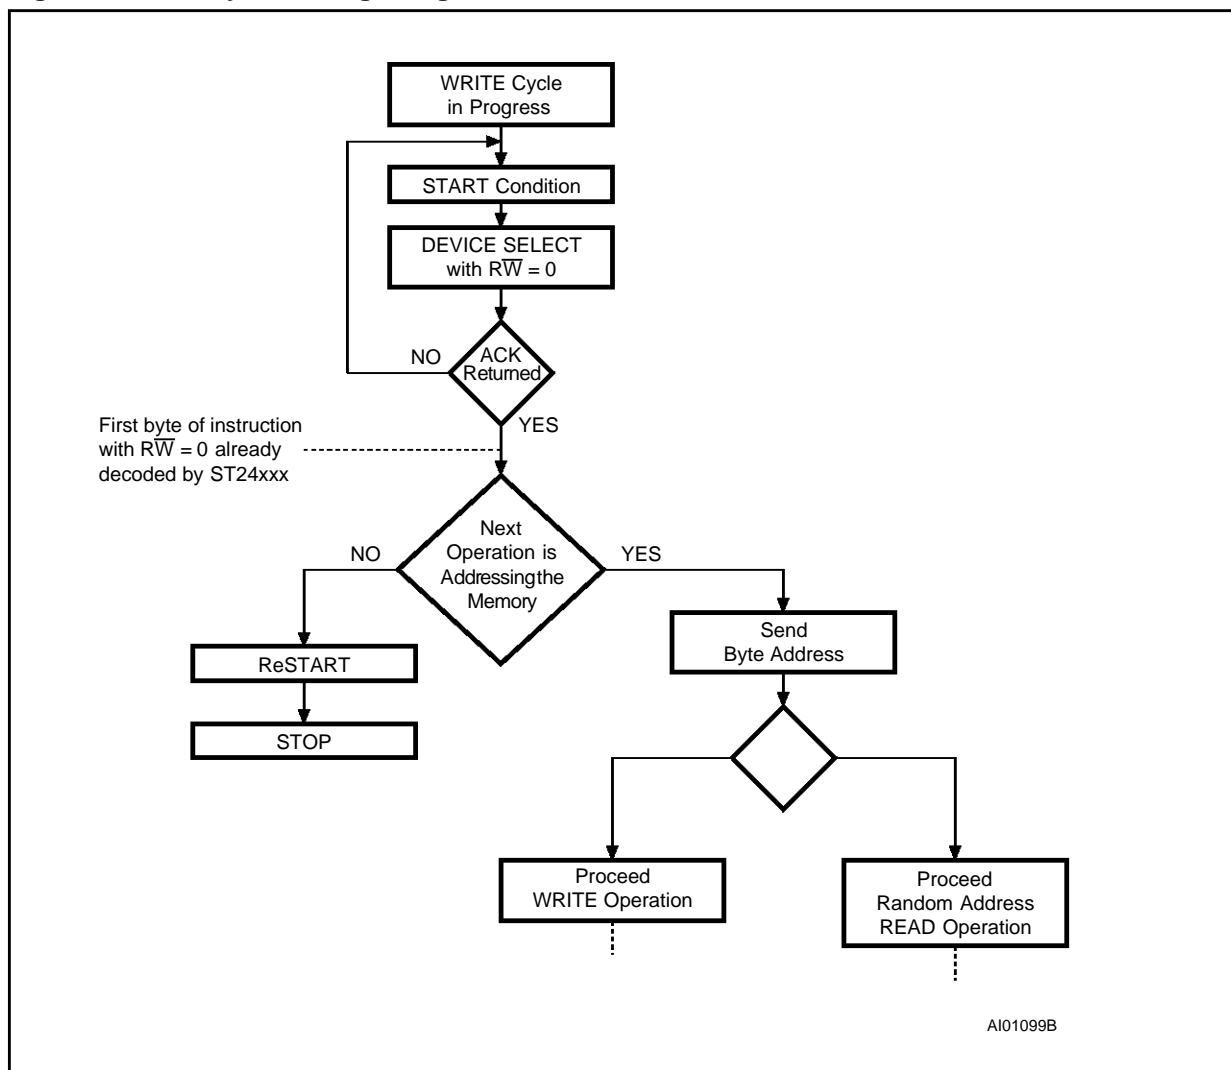 WRITE Cycle
in Progress
START Condition
DEVICE SELECT
with RW̅ = 0
ACK
Returned
NO
YES
First byte of instruction
with RW̅ = 0 already
decoded by ST24xxx
Next
Operation is
Addressing the
Memory
NO
YES
Send
Byte Address
ReSTART
STOP
Proceed
WRITE Operation
Proceed
Random Address
READ Operation
AI01099B